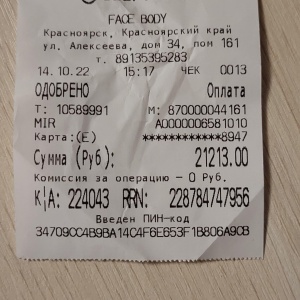 FACE BODY
Красноярск, Красноярский край
ул. Алексеева, дом 34, пом 161
т. 89135395283
14.10.22 15:17 ЧЕК 0013
ОДОБРЕНО Оплата
Т: 10589991 М: 870000044161
MIR A0000006581010
Карта:(E) ************8947
Сумма (Руб): 21213.00
Комиссия за операцию - 0 Руб.
К/А: 224043 RRN: 228784747956
Введен ПИН-код
34709CC4B9BA14C4F6E653F1B806A9CB